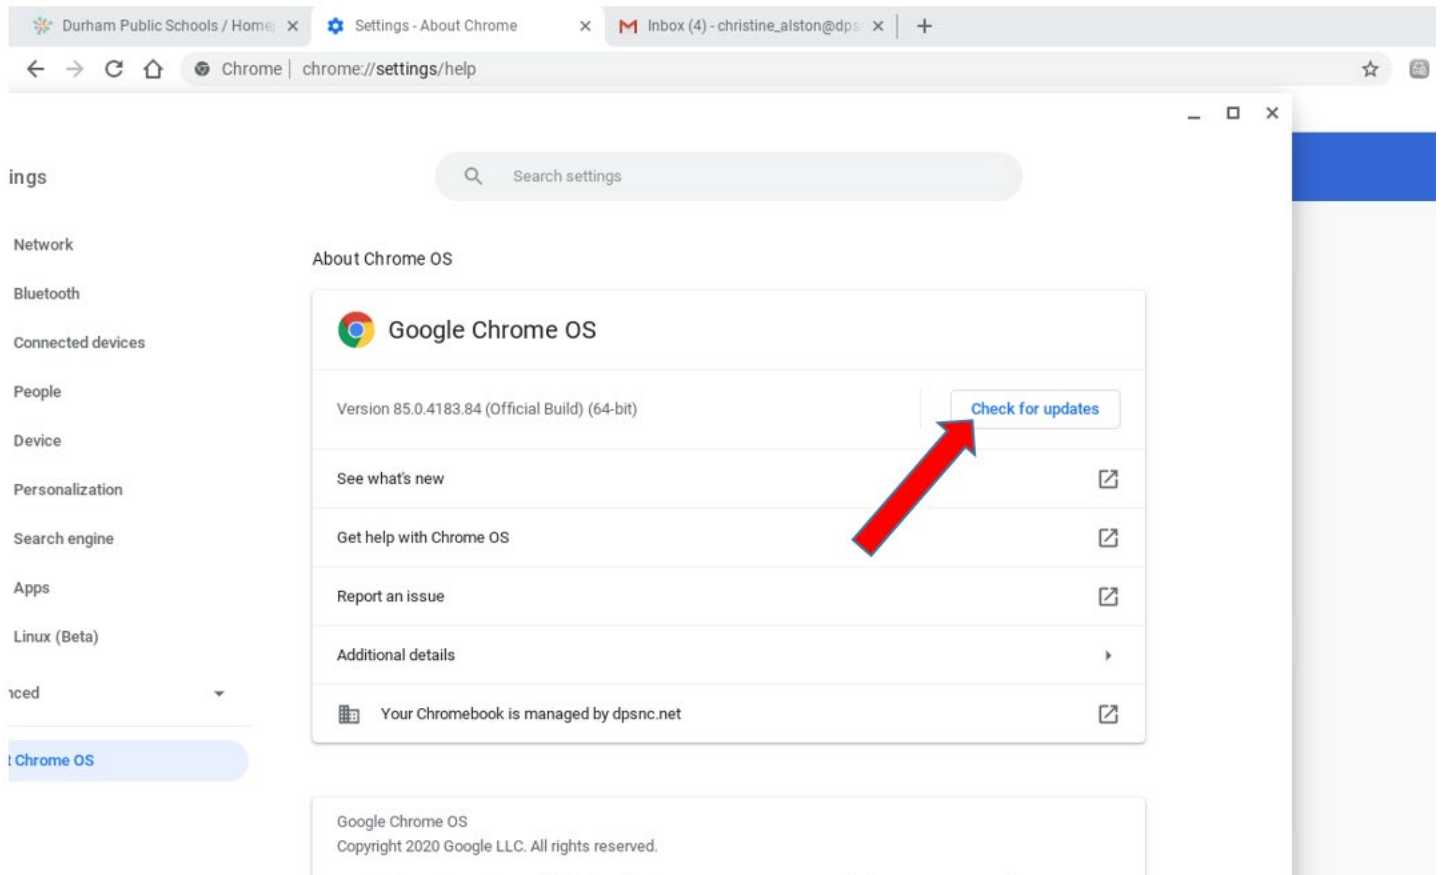 Durham Public Schools / Home
Settings - About Chrome
Inbox (4) - christine_alston@dps
Chrome | chrome://settings/help
ings
Search settings
Network
Bluetooth
Connected devices
People
Device
Personalization
Search engine
Apps
Linux (Beta)
nced
t Chrome OS
About Chrome OS
Google Chrome OS
Version 85.0.4183.84 (Official Build) (64-bit)
Check for updates
See what's new
Get help with Chrome OS
Report an issue
Additional details
Your Chromebook is managed by dpsnc.net
Google Chrome OS
Copyright 2020 Google LLC. All rights reserved.